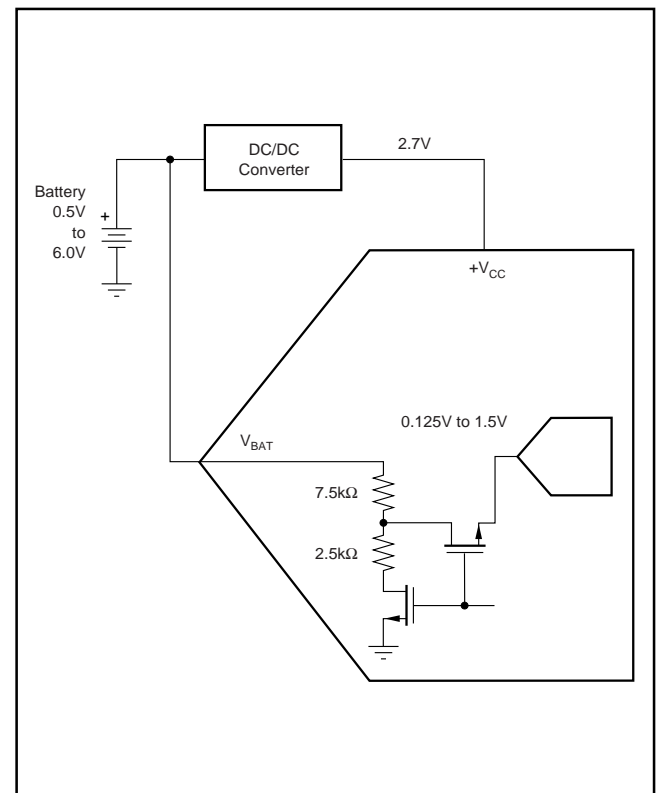 DC/DC
Converter
2.7V
Battery
0.5V
to
6.0V
+
+V_CC
0.125V to 1.5V
V_BAT
7.5kΩ
2.5kΩ